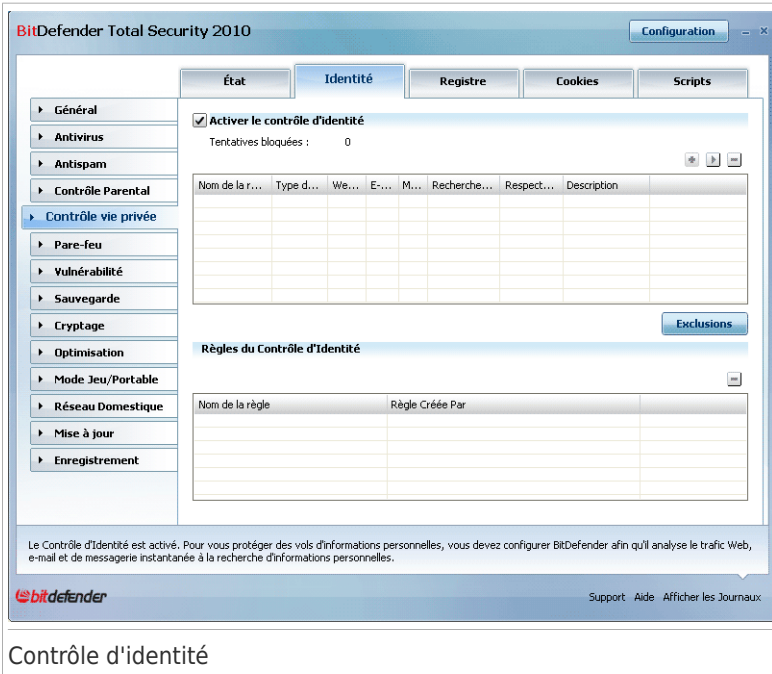 BitDefender Total Security 2010
Configuration
État
Identité
Registre
Cookies
Scripts
Général
Antivirus
Antispam
Contrôle Parental
Contrôle vie privée
Pare-feu
Vulnérabilité
Sauvegarde
Cryptage
Optimisation
Mode Jeu/Portable
Réseau Domestique
Mise à jour
Enregistrement
Activer le contrôle d'identité
Tentatives bloquées : 0
Nom de la r... Type d... We... E-... M... Recherche... Respect... Description
Exclusions
Règles du Contrôle d'Identité
Nom de la règle Règle Créée Par
Le Contrôle d'Identité est activé. Pour vous protéger des vols d'informations personnelles, vous devez configurer BitDefender afin qu'il analyse le trafic Web,
e-mail et de messagerie instantanée à la recherche d'informations personnelles.
bitdefender
Support Aide Afficher les Journaux
Contrôle d'identité